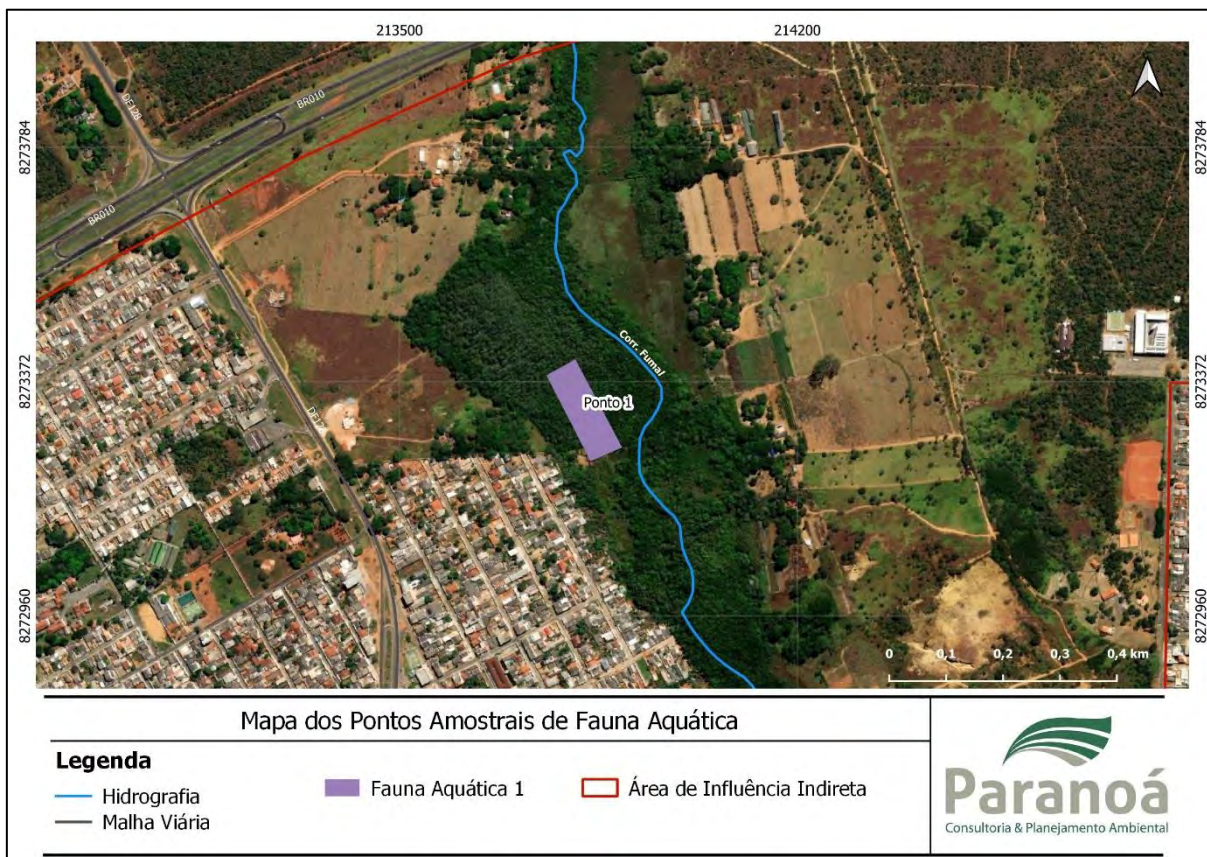 213500 214200
8273784 8273784
DF128
BR010
BR010
Corr. Fumal
8273372 8273372
Ponto 1
8272960 8272960
0 0,1 0,2 0,3 0,4 km
Mapa dos Pontos Amostrais de Fauna Aquática
Legenda
Hidrografia
Malha Viária
Fauna Aquática 1
Área de Influência Indireta
Paranoá
Consultoria & Planejamento Ambiental